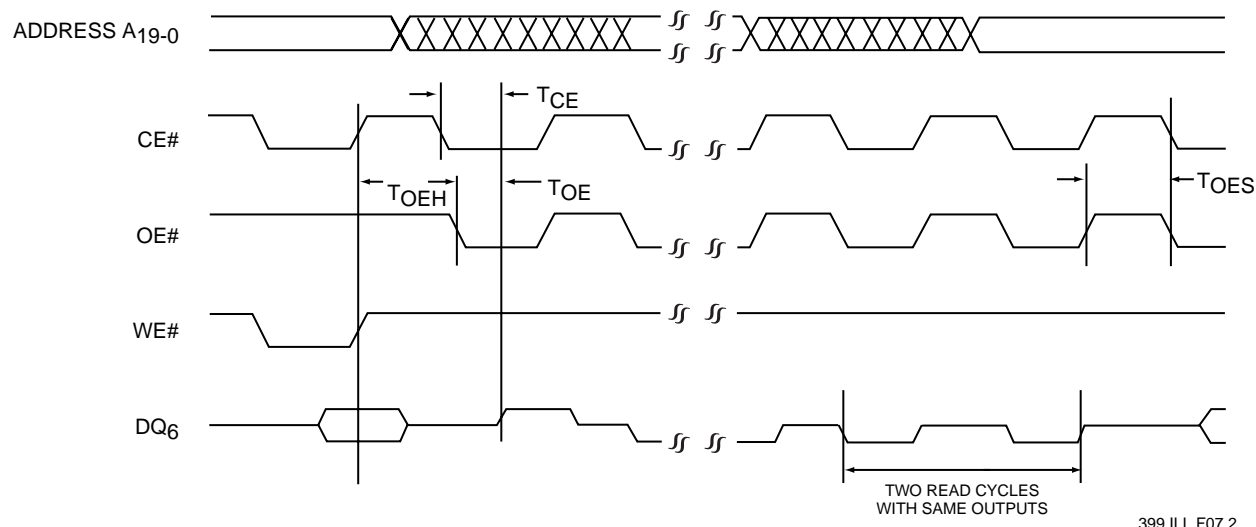 ADDRESS A19-0
TCE
CE#
TOEH
TOE
TOES
OE#
WE#
DQ6
TWO READ CYCLES
WITH SAME OUTPUTS
399 ILL F07.2